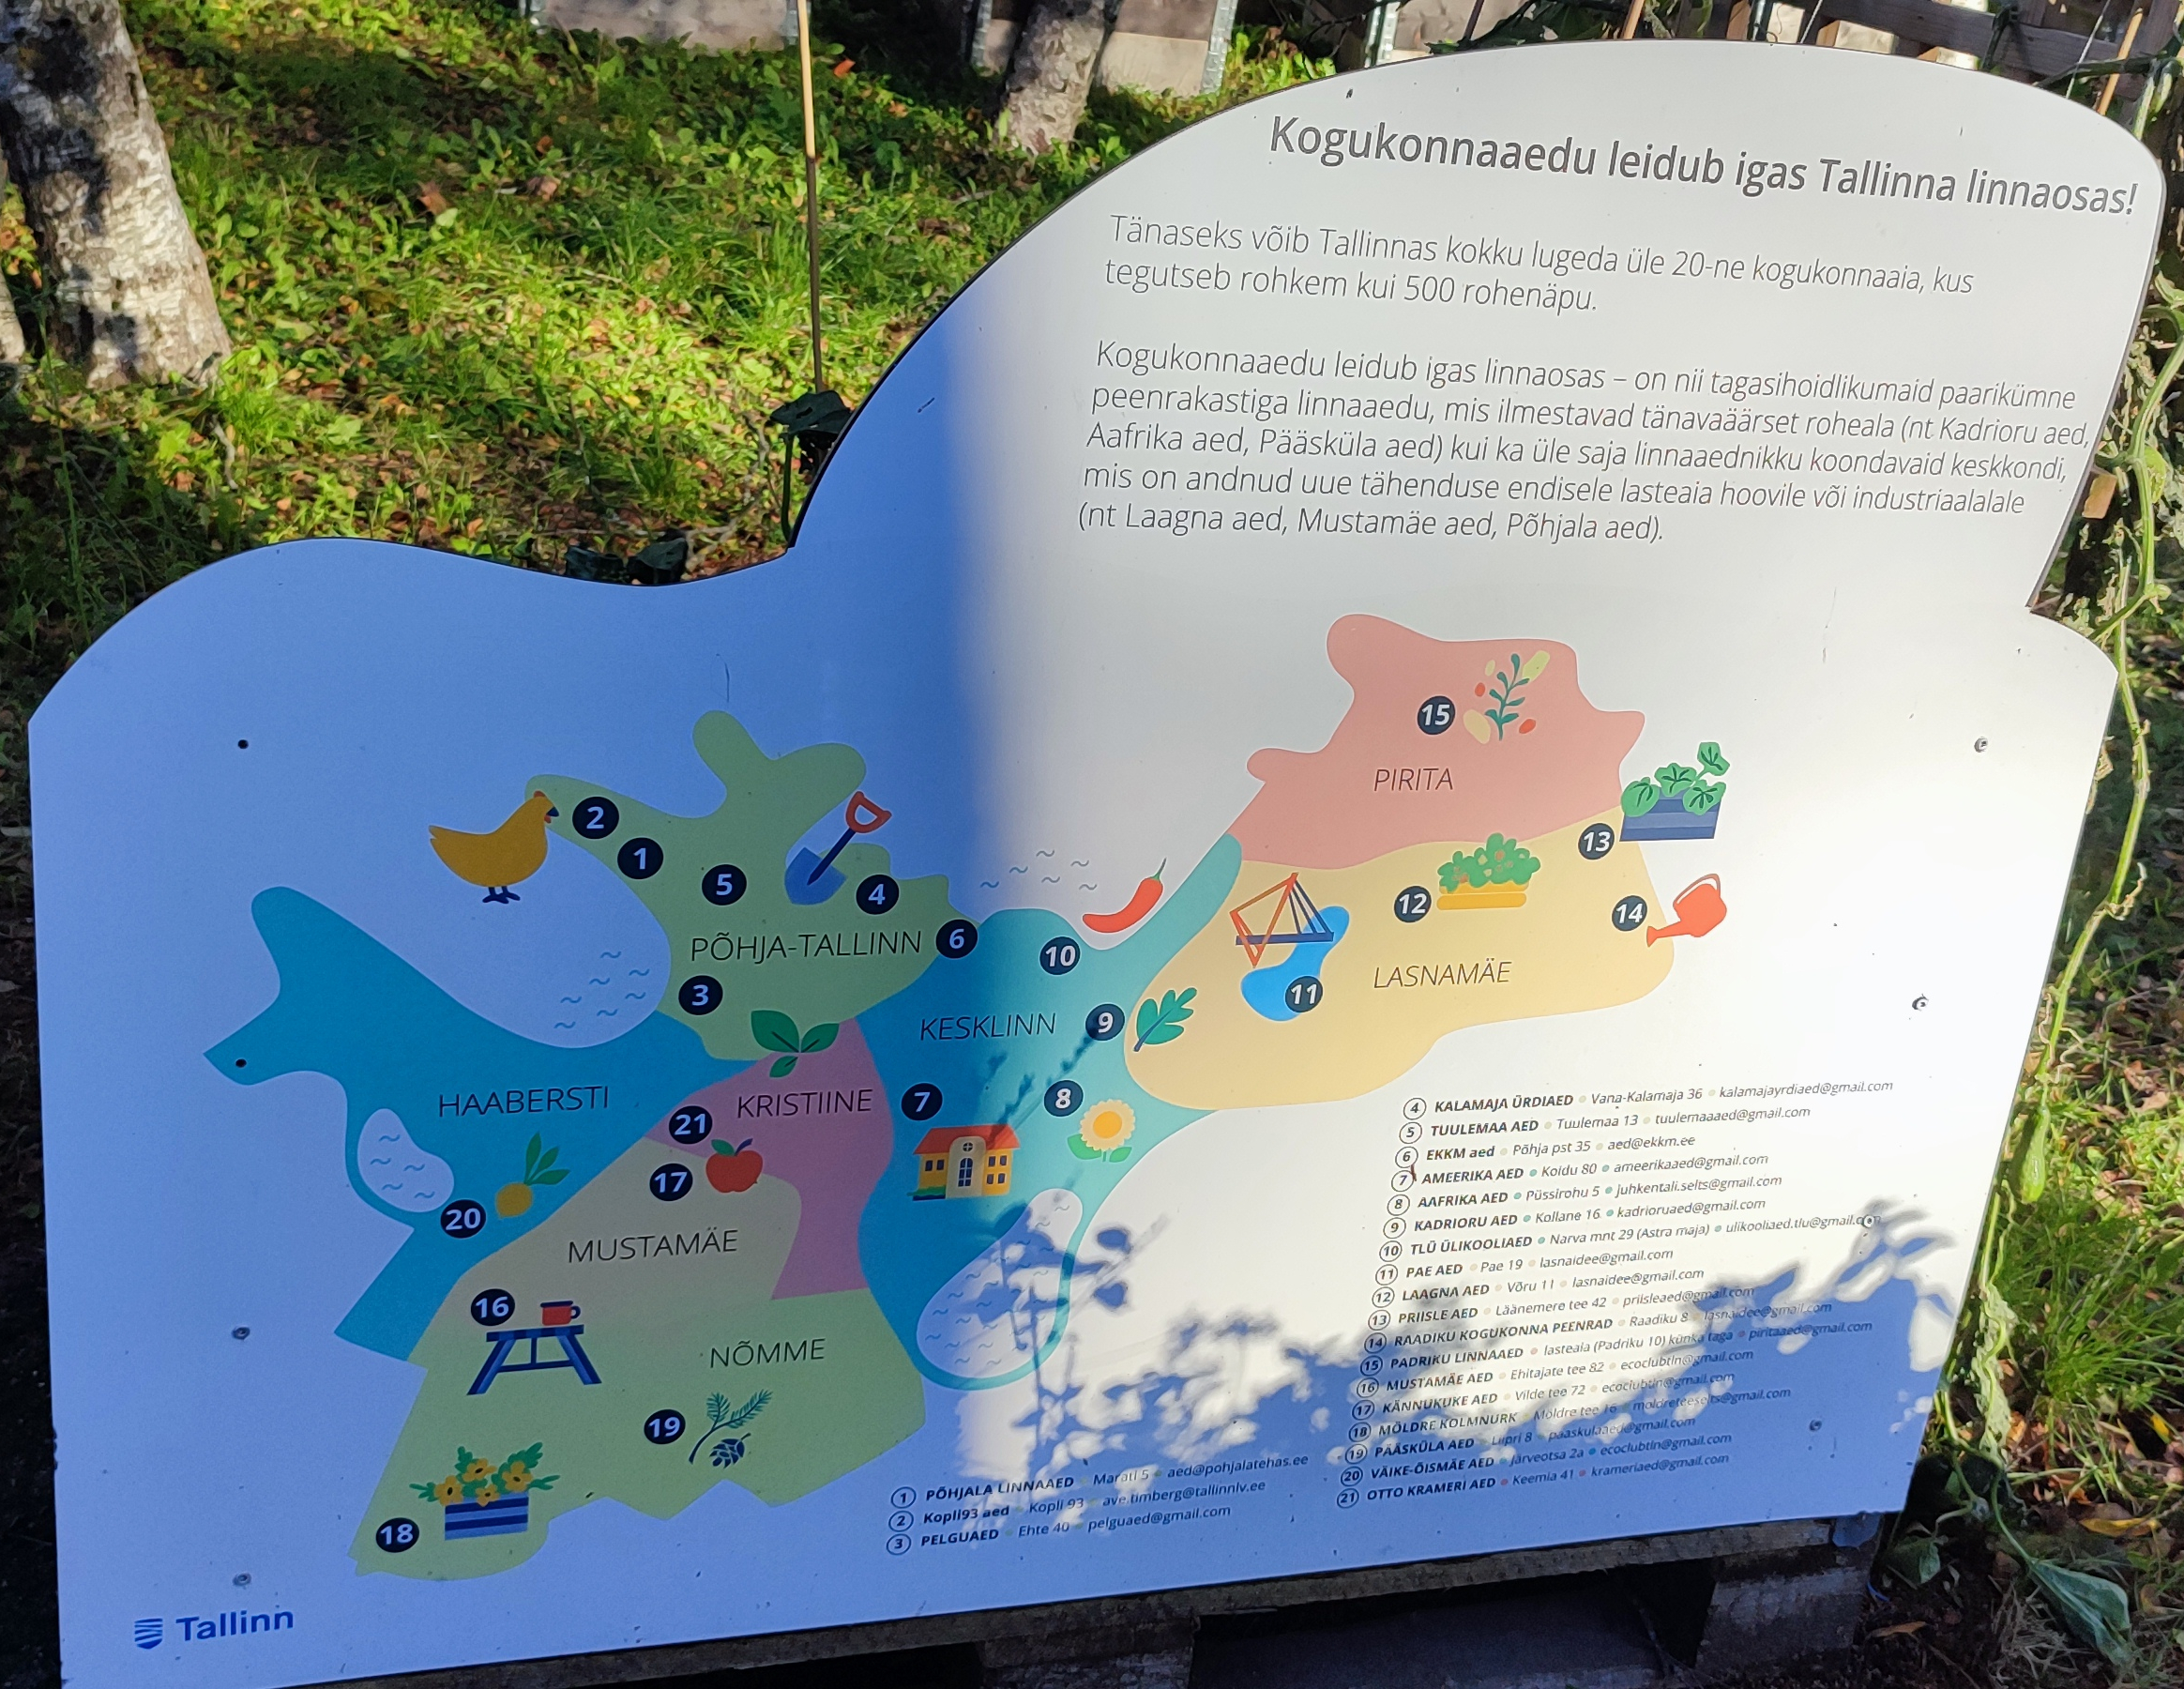 Kogukonnaaedu leidub igas Tallinna linnaosas!
Tänaseks võib Tallinnas kokku lugeda üle 20-ne kogukonnaaia, kus
tegutseb rohkem kui 500 rohenäpu.
Kogukonnaaedu leidub igas linnaosas – on nii tagasihoidlikumaid paarikümne
peenrakastiga linnaaedu, mis ilmestavad tänavaäärset roheala (nt Kadrioru aed,
Aafrika aed, Pääsküla aed) kui ka üle saja linnaaednikku koondavaid keskkondi,
mis on andnud uue tähenduse endisele lasteaia hoovile või industriaalalale
(nt Laagna aed, Mustamäe aed, Põhjala aed).
15
PIRITA
2
1
5
4
13
12
14
PÕHJA-TALLINN
6
10
LASNAMÄE
3
11
KESKLINN
9
HAABERSTI
KRISTIINE
7
8
21
17
20
MUSTAMÄE
16
NÕMME
19
18
1 PÕHJALA LINNAAED Marati 5 aed@pohjalatehas.ee
2 Kopli93 aed Kopli 93 ave.timberg@tallinnlv.ee
3 PELGUAED Ehte 40 pelguaed@gmail.com
4 KALAMAJA ÜRDIAED Vana-Kalamaja 36 kalamajayrdiaed@gmail.com
5 TUULEMAA AED Tuulemaa 13 tuulemaaaed@gmail.com
6 EKKM aed Põhja pst 35 aed@ekkm.ee
7 AMEERIKA AED Koidu 80 ameerikaaed@gmail.com
8 AAFRIKA AED Püssirohu 5 juhkentali.selts@gmail.com
9 KADRIORU AED Kollane 16 kadrioruaed@gmail.com
10 TLÜ ÜLIKOOLIAED Narva mnt 29 (Astra maja) ulikooliaed.tlu@gmail.com
11 PAE AED Pae 19 lasnaidee@gmail.com
12 LAAGNA AED Võru 11 lasnaidee@gmail.com
13 PRIISLE AED Läänemere tee 42 priisleaed@gmail.com
14 RAADIKU KOGUKONNA PEENRAD Raadiku 8 lasnaidee@gmail.com
15 PADRIKU LINNAAED lasteaia (Padriku 10) künka taga piritaaed@gmail.com
16 MUSTAMÄE AED Ehitajate tee 82 ecoclubtln@gmail.com
17 KÄNNUKUKE AED Vilde tee 72 ecoclubtln@gmail.com
18 MÖLDRE KOLMNURK Möldre tee 16 moldreteeselts@gmail.com
19 PÄÄSKÜLA AED Liipri 8 paaskulaaed@gmail.com
20 VÄIKE-ÕISMÄE AED Järveotsa 2a ecoclubtln@gmail.com
21 OTTO KRAMERI AED Keemia 41 krameriaed@gmail.com
Tallinn